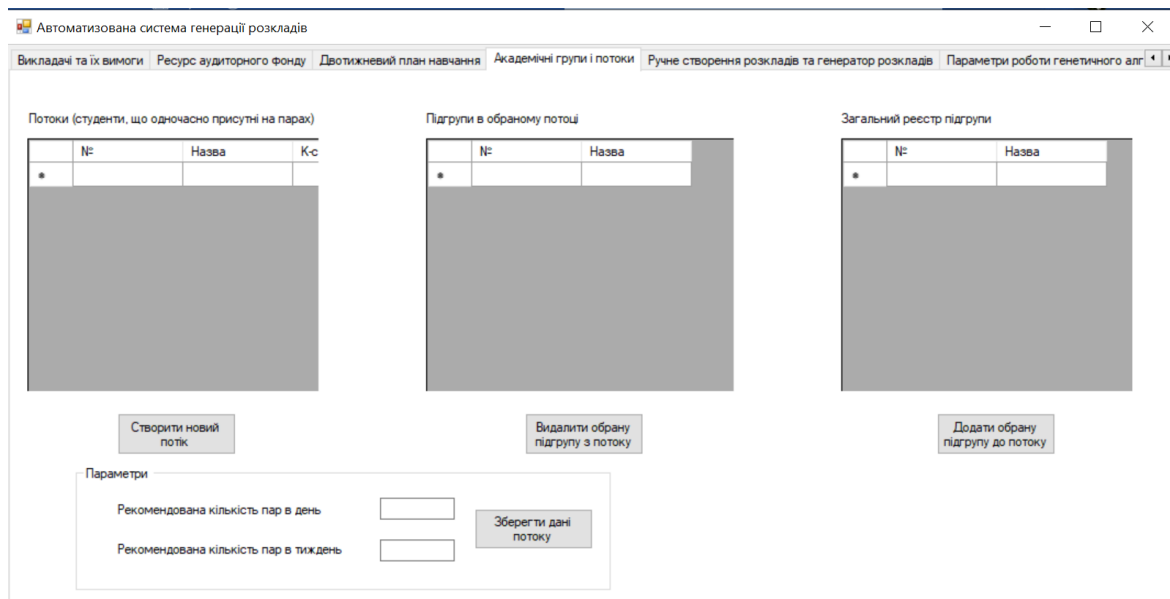 Автоматизована система генерації розкладів
Викладачі та їх вимоги Ресурс аудиторного фонду Двотижневий план навчання Академічні групи і потоки Ручне створення розкладів та генератор розкладів Параметри роботи генетичного алг
Потоки (студенти, що одночасно присутні на парах) Підгрупи в обраному потоці Загальний реєстр підгрупи
№ Назва К-с № Назва № Назва
Створити новий
потік
Видалити обрану
підгрупу з потоку
Додати обрану
підгрупу до потоку
Параметри
Рекомендована кількість пар в день
Зберегти дані
потоку
Рекомендована кількість пар в тиждень